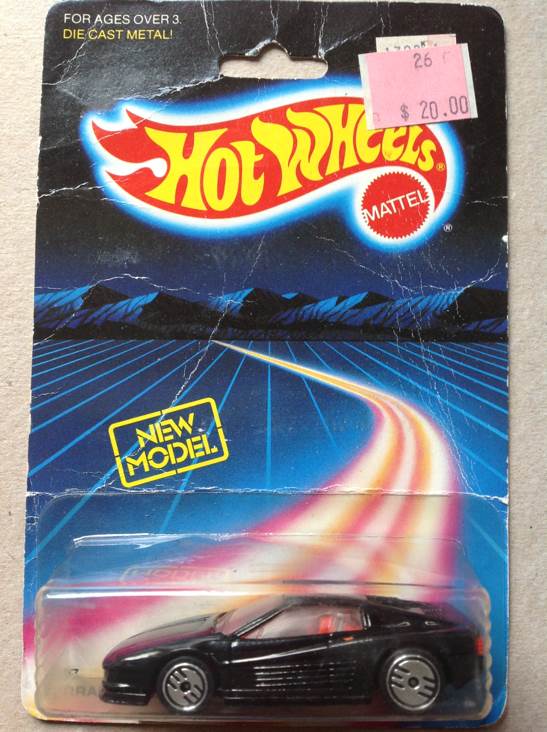 FOR AGES OVER 3.
DIE CAST METAL!
26
$ 20.00
HOT WHEELS®
MATTEL
®
NEW
MODEL